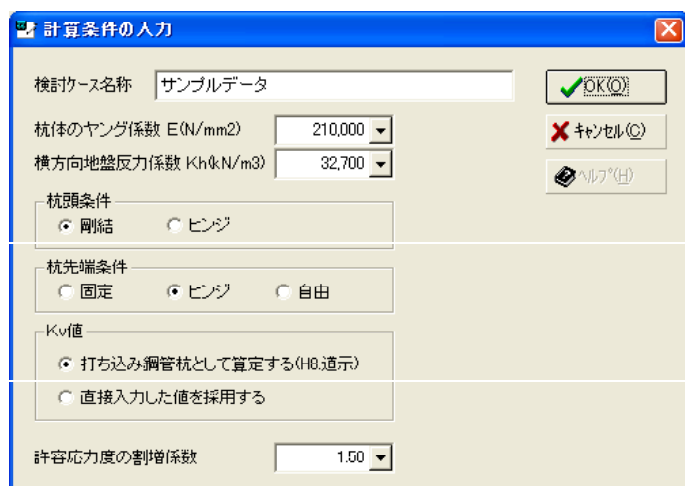 計算条件の入力
検討ケース名称 サンプルデータ
OK(O)
杭体のヤング係数 E(N/mm2) 210,000
キャンセル(C)
横方向地盤反力係数 Kh(kN/m3) 32,700
ヘルプ(H)
杭頭条件
剛結 ヒンジ
杭先端条件
固定 ヒンジ 自由
Kv値
打ち込み鋼管杭として算定する(H8.道示)
直接入力した値を採用する
許容応力度の割増係数 1.50